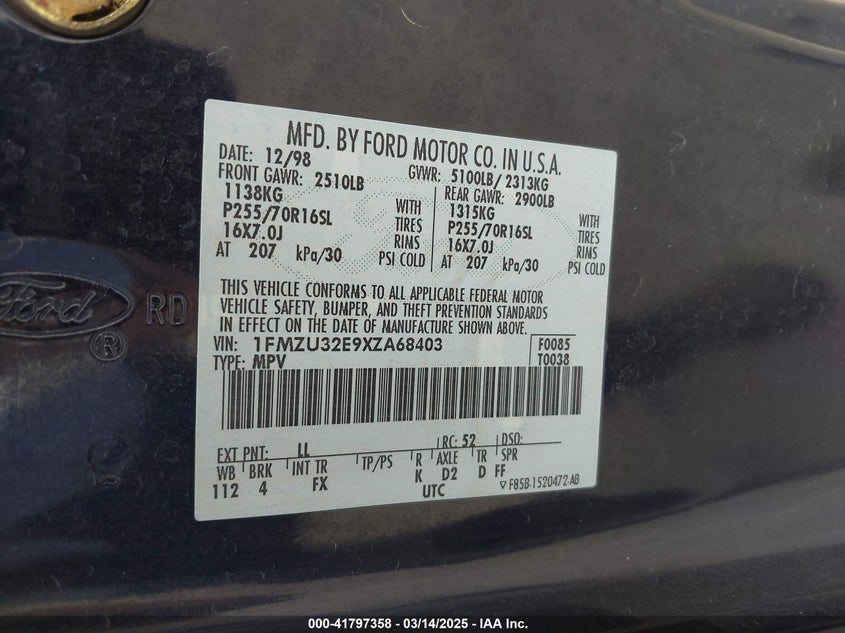 MFD. BY FORD MOTOR CO. IN U.S.A.
DATE: 12/98 GVWR: 5100LB/ 2313KG
FRONT GAWR: 2510LB REAR GAWR: 2900LB
1138KG WITH 1315KG WITH
P255/70R16SL TIRES P255/70R16SL TIRES
16X7.0J RIMS 16X7.0J RIMS
AT 207 kPa/30 PSI COLD AT 207 kPa/30 PSI COLD
THIS VEHICLE CONFORMS TO ALL APPLICABLE FEDERAL MOTOR
VEHICLE SAFETY, BUMPER, AND THEFT PREVENTION STANDARDS
IN EFFECT ON THE DATE OF MANUFACTURE SHOWN ABOVE.
VIN: 1FMZU32E9XZA68403 F0085
TYPE: MPV T0038
EXT PNT: LL RC: 52 DSO:
WB BRK INT TR TP/PS R AXLE TR SPR
112 4 FX K D2 D FF
UTC ▽ F85B-1520472-AB
Ford RD
®
000-41797358 - 03/14/2025 - IAA Inc.